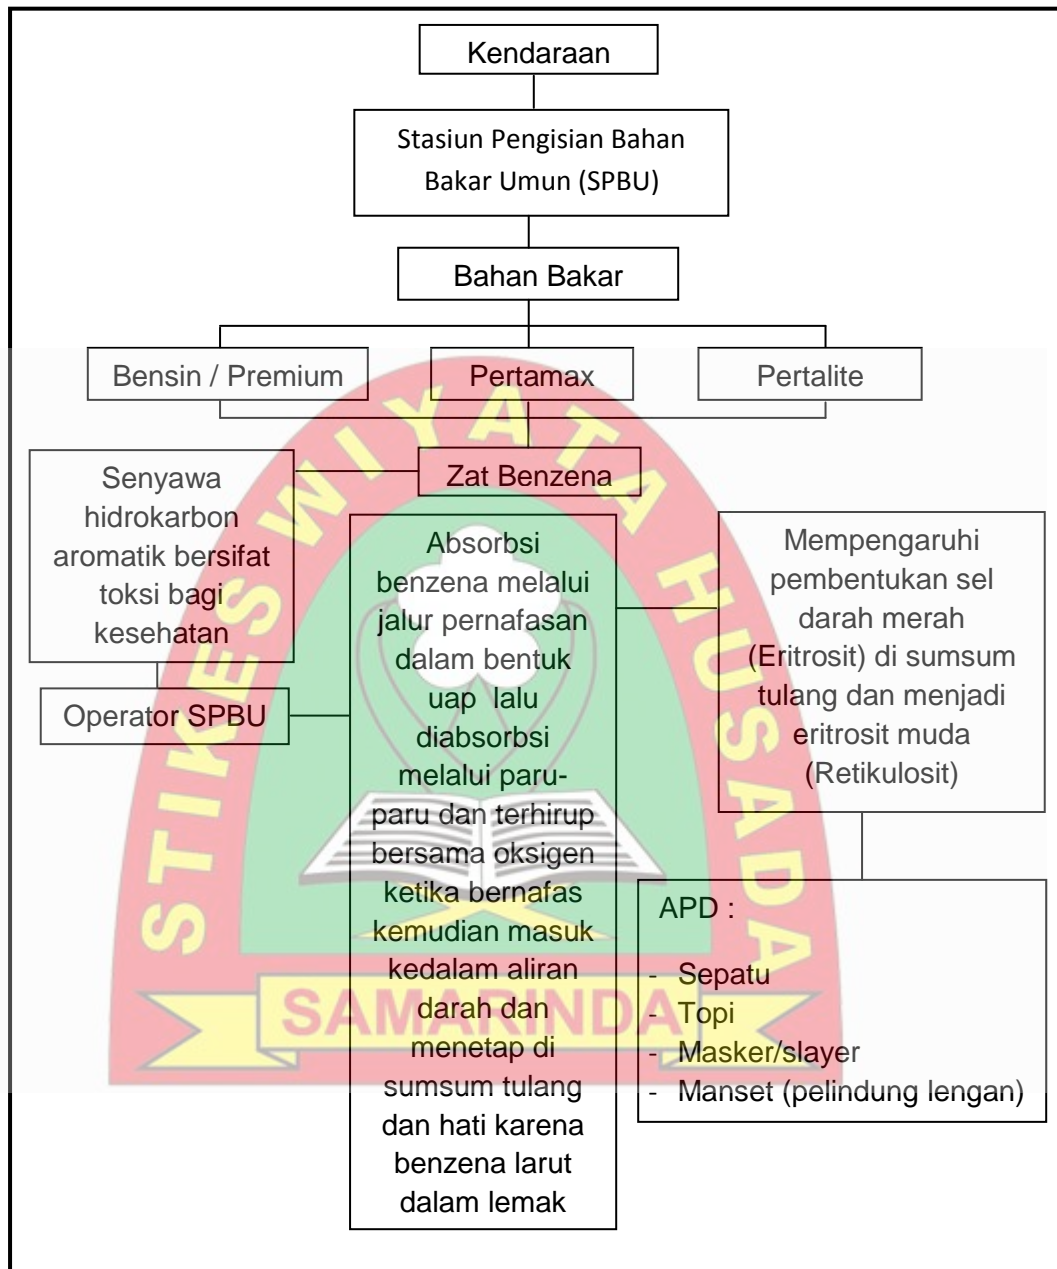 Kendaraan
Stasiun Pengisian Bahan
Bakar Umun (SPBU)
Bahan Bakar
Bensin / Premium
Pertamax
Pertalite
Zat Benzena
Senyawa
hidrokarbon
aromatik bersifat
toksi bagi
kesehatan
Operator SPBU
Absorbsi
benzena melalui
jalur pernafasan
dalam bentuk
uap lalu
diabsorbsi
melalui paru-
paru dan terhirup
bersama oksigen
ketika bernafas
kemudian masuk
kedalam aliran
darah dan
menetap di
sumsum tulang
dan hati karena
benzena larut
dalam lemak
Mempengaruhi
pembentukan sel
darah merah
(Eritrosit) di sumsum
tulang dan menjadi
eritrosit muda
(Retikulosit)
APD :
- Sepatu
- Topi
- Masker/slayer
- Manset (pelindung lengan)
STIKES WIYATA HUSADA
SAMARINDA